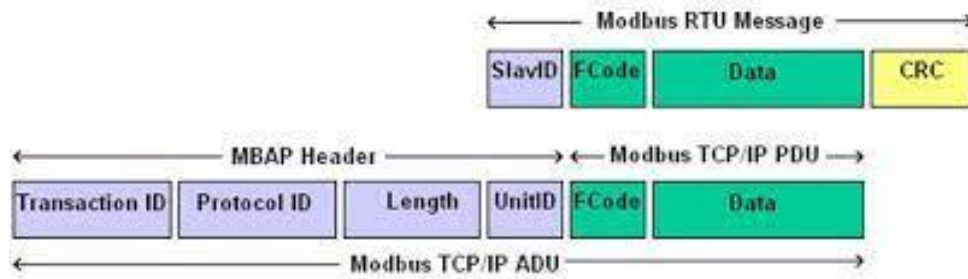 Modbus RTU Message
SlavID FCode Data CRC
MBAP Header Modbus TCP/IP PDU
Transaction ID Protocol ID Length UnitID FCode Data
Modbus TCP/IP ADU